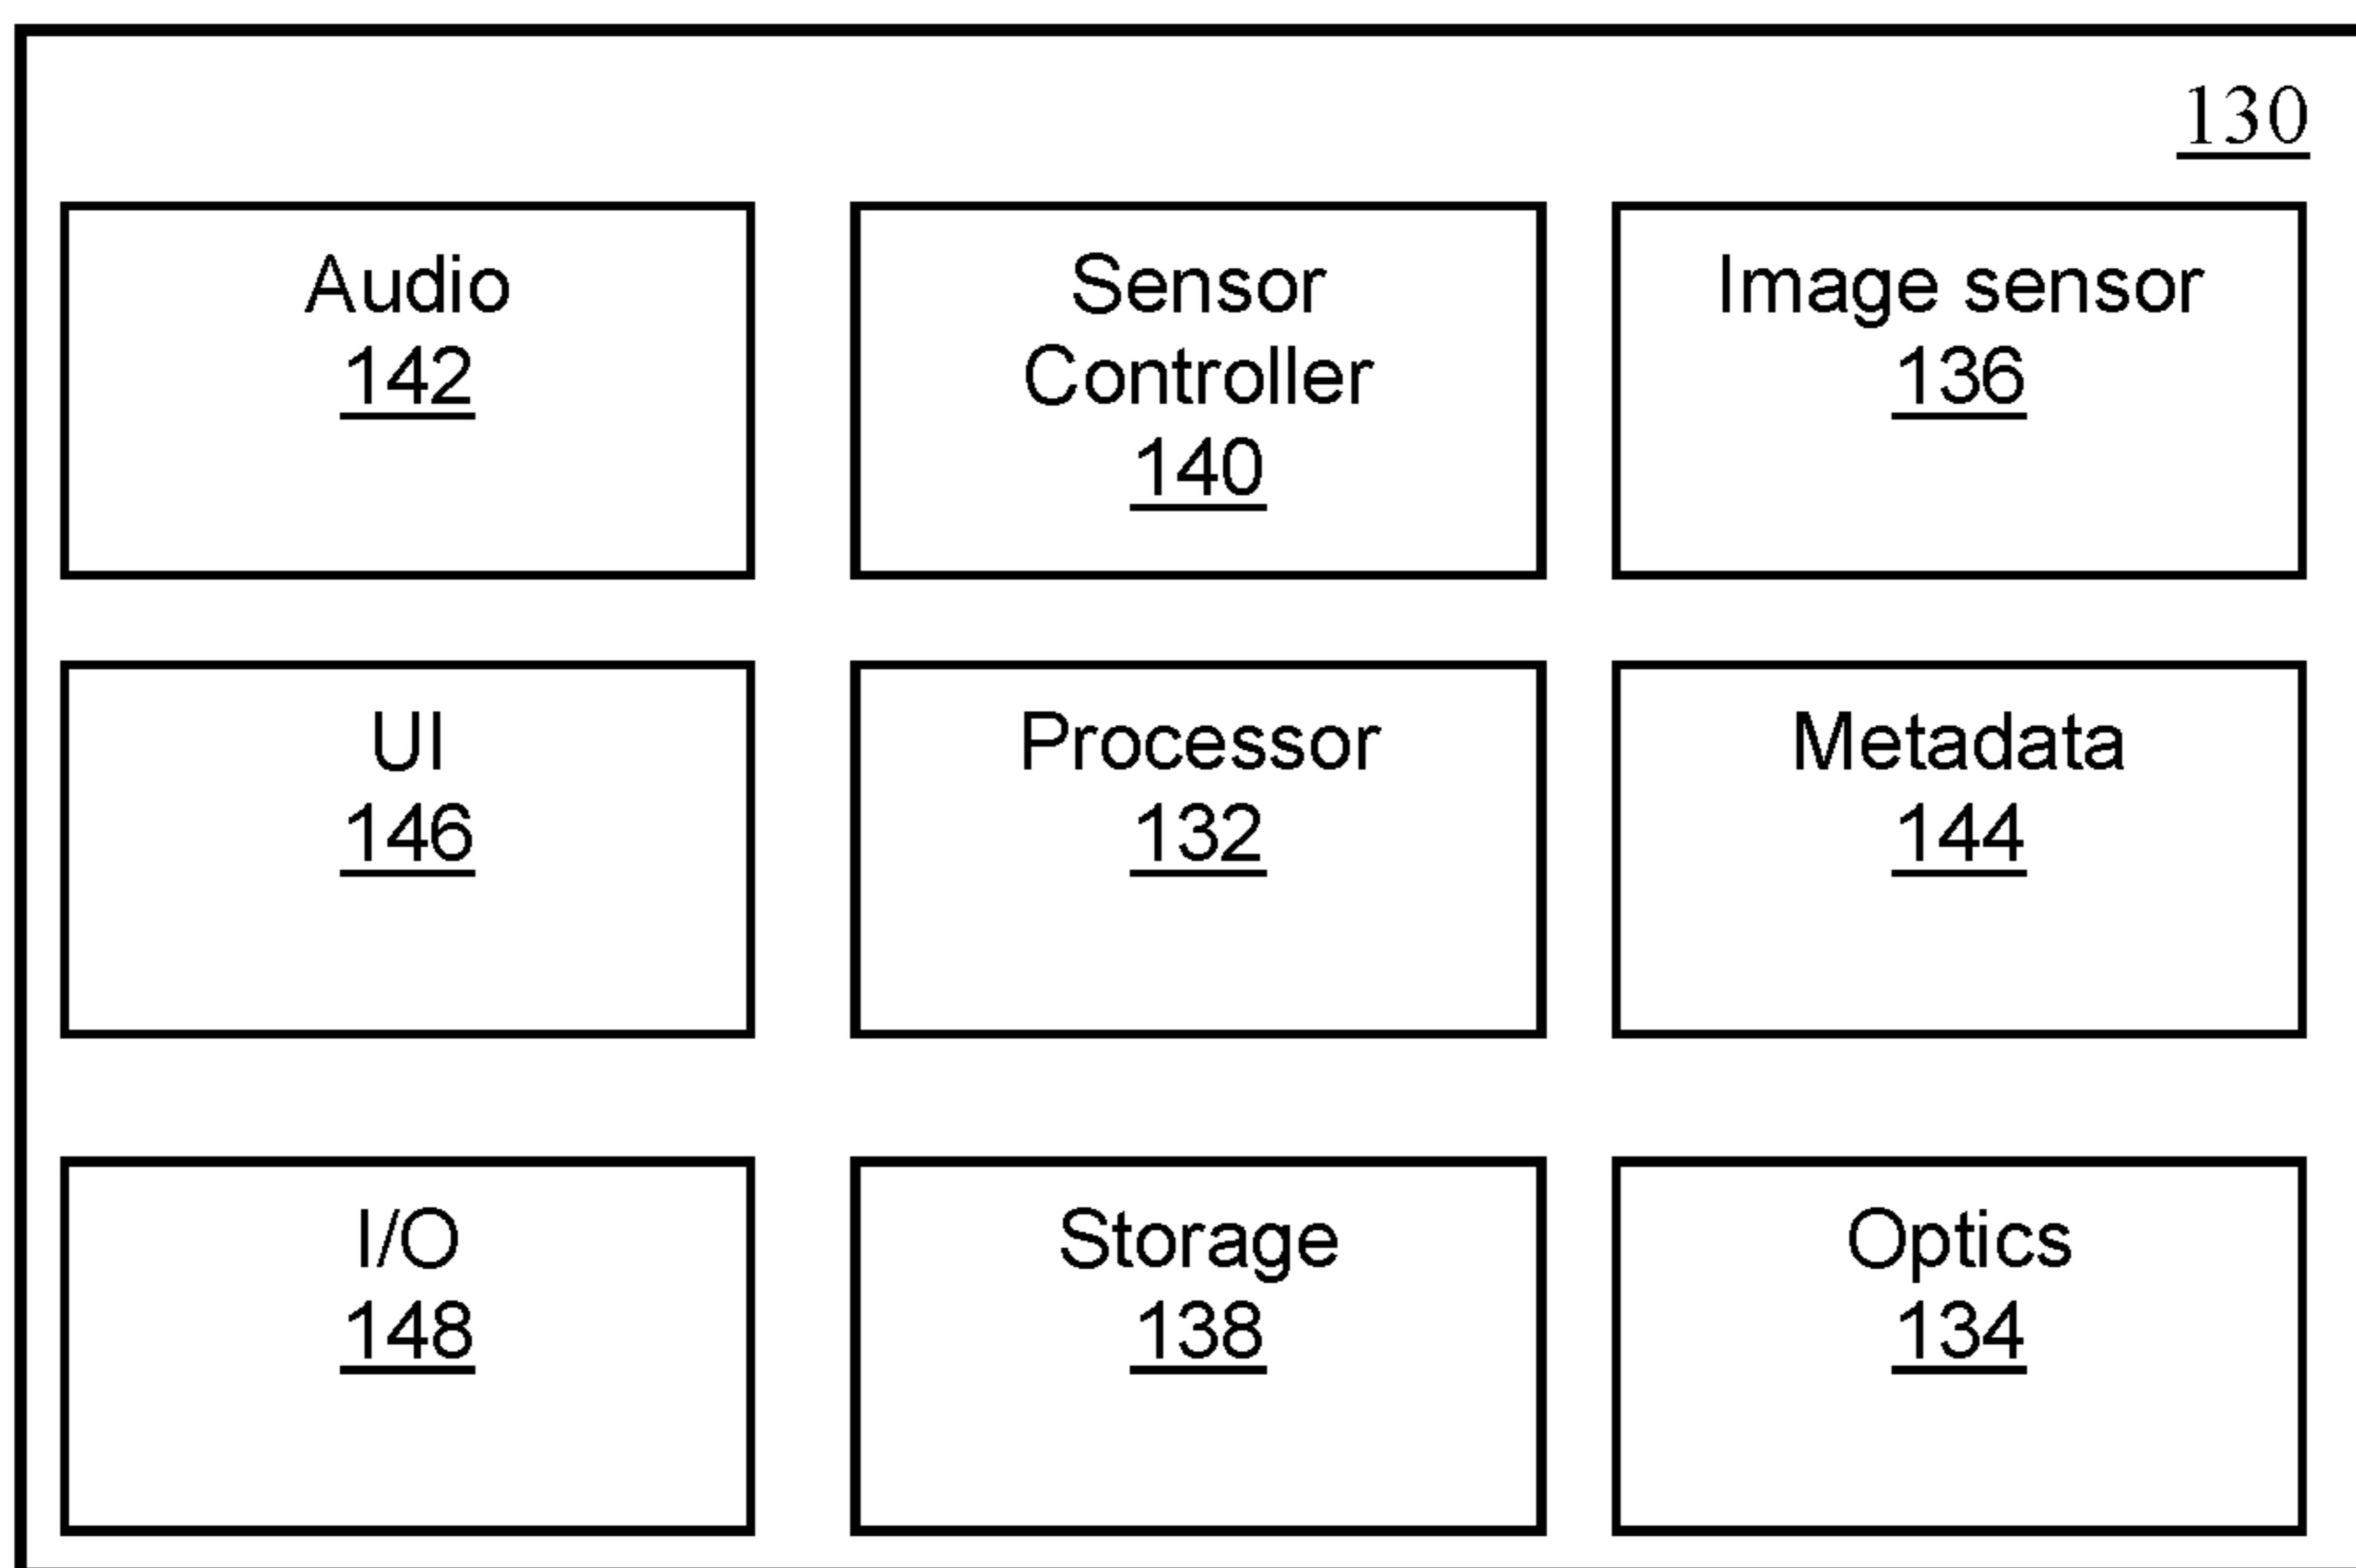 130
Audio
142
Sensor
Controller
140
Image sensor
136
UI
146
Processor
132
Metadata
144
I/O
148
Storage
138
Optics
134